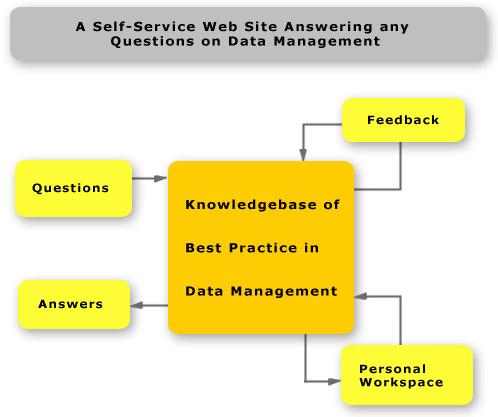 A Self-Service Web Site Answering any
Questions on Data Management
Feedback
Questions
Knowledgebase of
Best Practice in
Data Management
Answers
Personal
Workspace